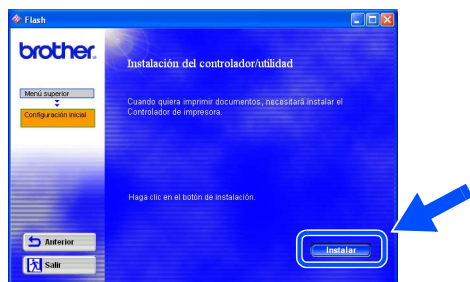 Flash
brother
Instalación del controlador/utilidad
Menú superior
Configuración inicial
Cuando quiera imprimir documentos, necesitará instalar el
Controlador de impresora.
Haga clic en el botón de instalación.
Anterior
Salir
Instalar